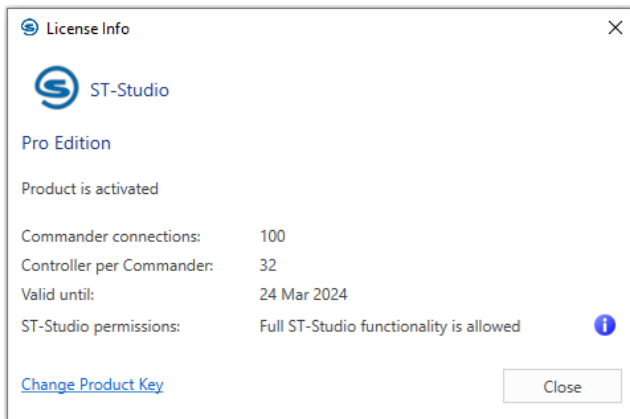 License Info
ST-Studio
Pro Edition
Product is activated
Commander connections: 100
Controller per Commander: 32
Valid until: 24 Mar 2024
ST-Studio permissions: Full ST-Studio functionality is allowed
Change Product Key Close